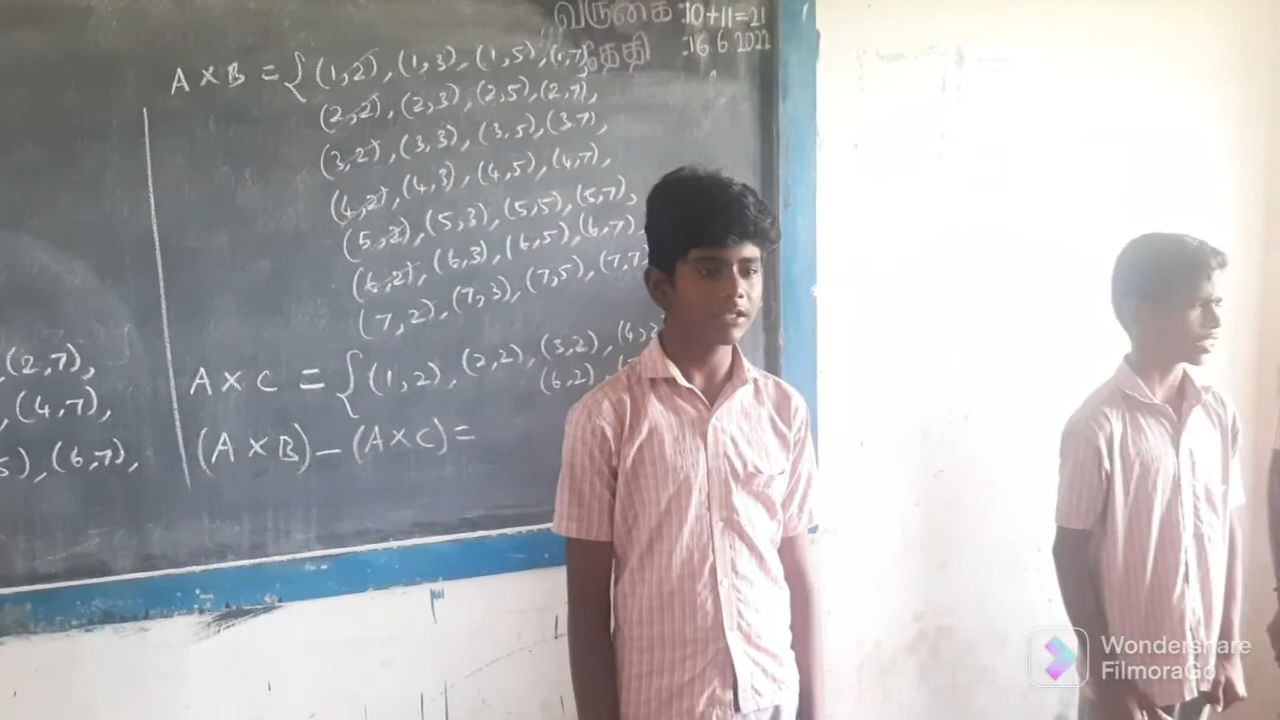 வருகை :10+11=21
தேதி :16.6.2022
(2,7),
(4,7),
5),(6,7),
A × B = {(1,2),(1,3),(1,5),(1,7),
(2,2),(2,3),(2,5),(2,7),
(3,2),(3,3),(3,5),(3,7),
(4,2),(4,3),(4,5),(4,7),
(5,2),(5,3),(5,5),(5,7),
(6,2),(6,3),(6,5),(6,7),
(7,2),(7,3),(7,5),(7,7
A × C = {(1,2),(2,2),(3,2),(4,2
(6,2),
(A × B) – (A × C) =
Wondershare
FilmoraGo